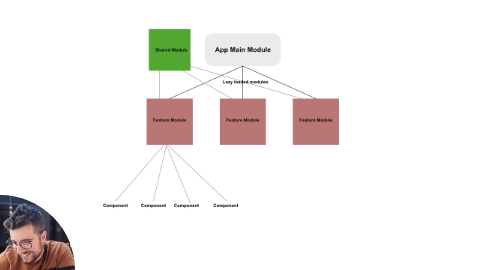 Shared Module
App Main Module
Lazy loaded modules
Feature Module
Feature Module
Feature Module
Component
Component
Component
Component